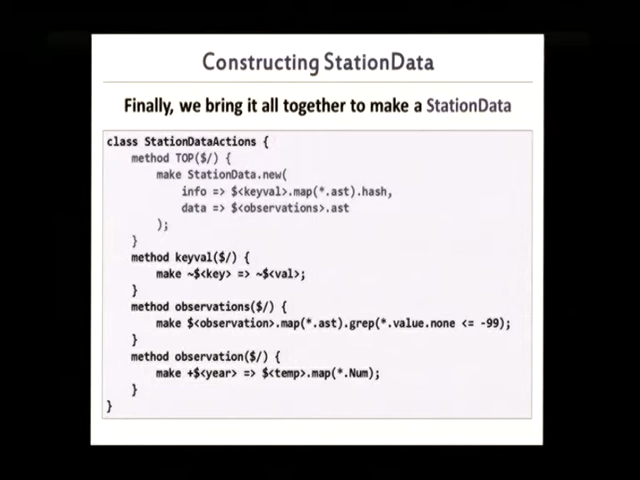 Constructing StationData
Finally, we bring it all together to make a StationData
class StationDataActions {
    method TOP($/) {
        make StationData.new(
            info => $<keyval>.map(*.ast).hash,
            data => $<observations>.ast
        );
    }
    method keyval($/) {
        make ~$<key> => ~$<val>;
    }
    method observations($/) {
        make $<observation>.map(*.ast).grep(*.value.none <= -99);
    }
    method observation($/) {
        make +$<year> => $<temp>.map(*.Num);
    }
}